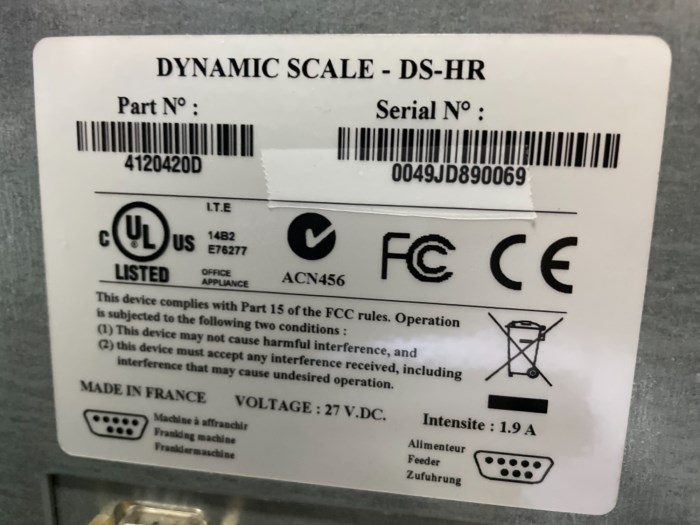 DYNAMIC SCALE - DS-HR
Part N° :
4120420D
Serial N° :
0049JD890069
C UL US
LISTED
I.T.E
14B2
E76277
OFFICE
APPLIANCE
ACN456
FC
CE
This device complies with Part 15 of the FCC rules. Operation
is subjected to the following two conditions :
(1) This device may not cause harmful interference, and
(2) this device must accept any interference received, including
interference that may cause undesired operation.
MADE IN FRANCE
VOLTAGE : 27 V.DC.
Intensite : 1.9 A
Machine à affranchir
Franking machine
Frankiermaschine
Alimenteur
Feeder
Zufuhrung